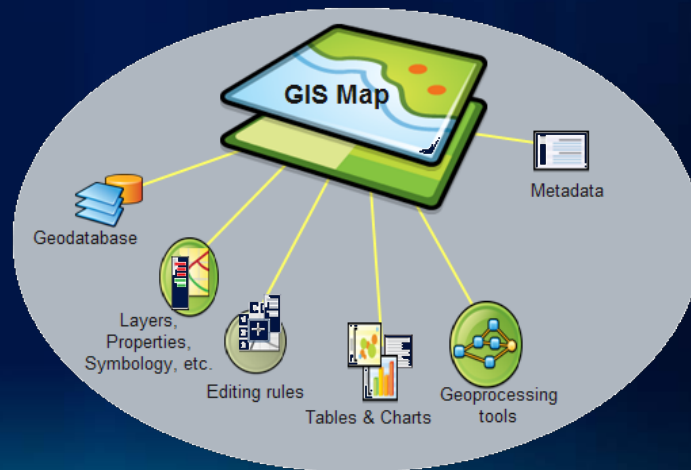 GIS Map
Metadata
Geodatabase
Layers,
Properties,
Symbology, etc.
Editing rules
Tables & Charts
Geoprocessing
tools